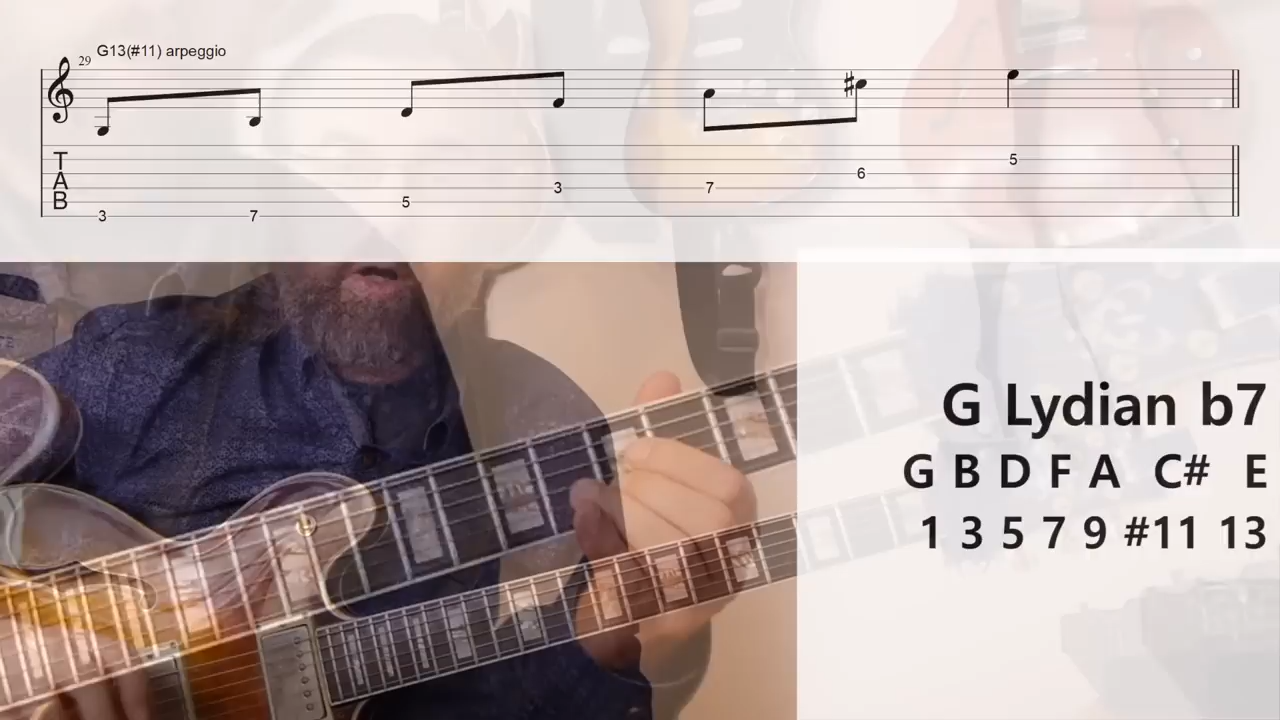 G13(#11) arpeggio
29
T
A
B
3 7 5 3 7 6 5
G Lydian b7
G B D F A C# E
1 3 5 7 9 #11 13